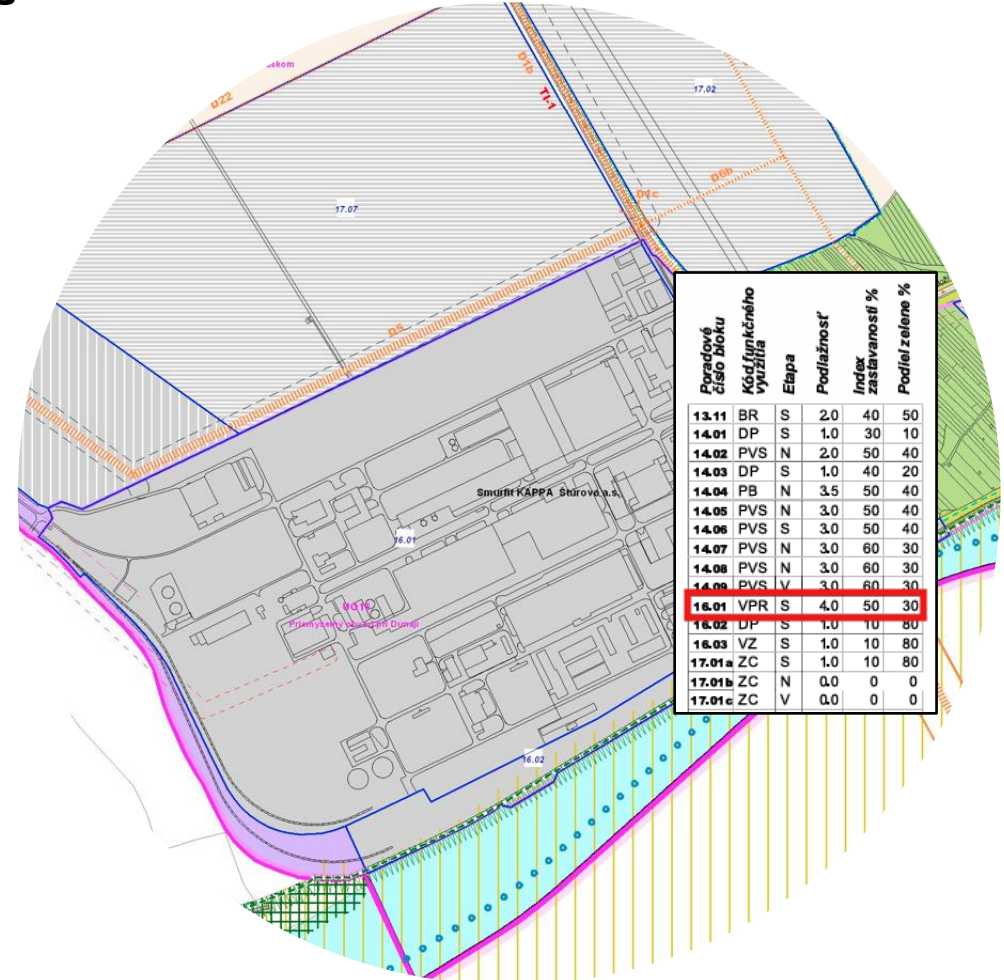 uskom
D22
D1b
TI-1
17.02
D6b
D1c
17.07
D5
Smurfit KAPPA Štúrovo a.s.
16.01
UO16
Priemyselný obvod pri Dunaji
16.02
Poradové číslo bloku Kód funkčného využitia Etapa Podlažnosť Index zastavanosti % Podiel zelene %
13.11 BR S 2.0 40 50
14.01 DP S 1.0 30 10
14.02 PVS N 2.0 50 40
14.03 DP S 1.0 40 20
14.04 PB N 3.5 50 40
14.05 PVS N 3.0 50 40
14.06 PVS S 3.0 50 40
14.07 PVS N 3.0 60 30
14.08 PVS N 3.0 60 30
14.09 PVS V 3.0 60 30
16.01 VPR S 4.0 50 30
16.02 DP S 1.0 10 80
16.03 VZ S 1.0 10 80
17.01a ZC S 1.0 10 80
17.01b ZC N 0.0 0 0
17.01c ZC V 0.0 0 0